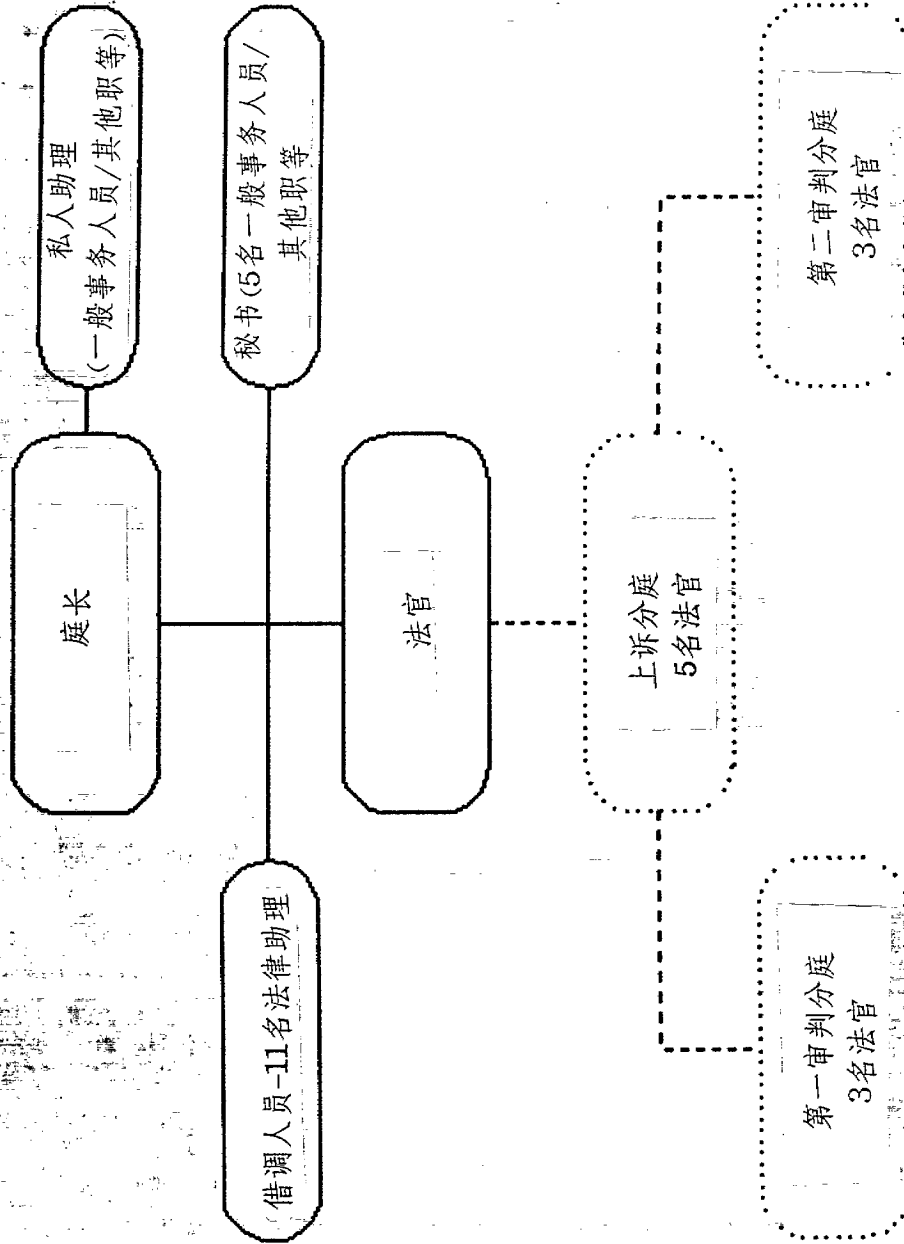 庭长
私人助理
(一般事务人员/其他职等)
借调人员-11名法律助理
秘书(5名一般事务人员/
其他职等
法官
上诉分庭
5名法官
第一审判分庭
3名法官
第二审判分庭
3名法官